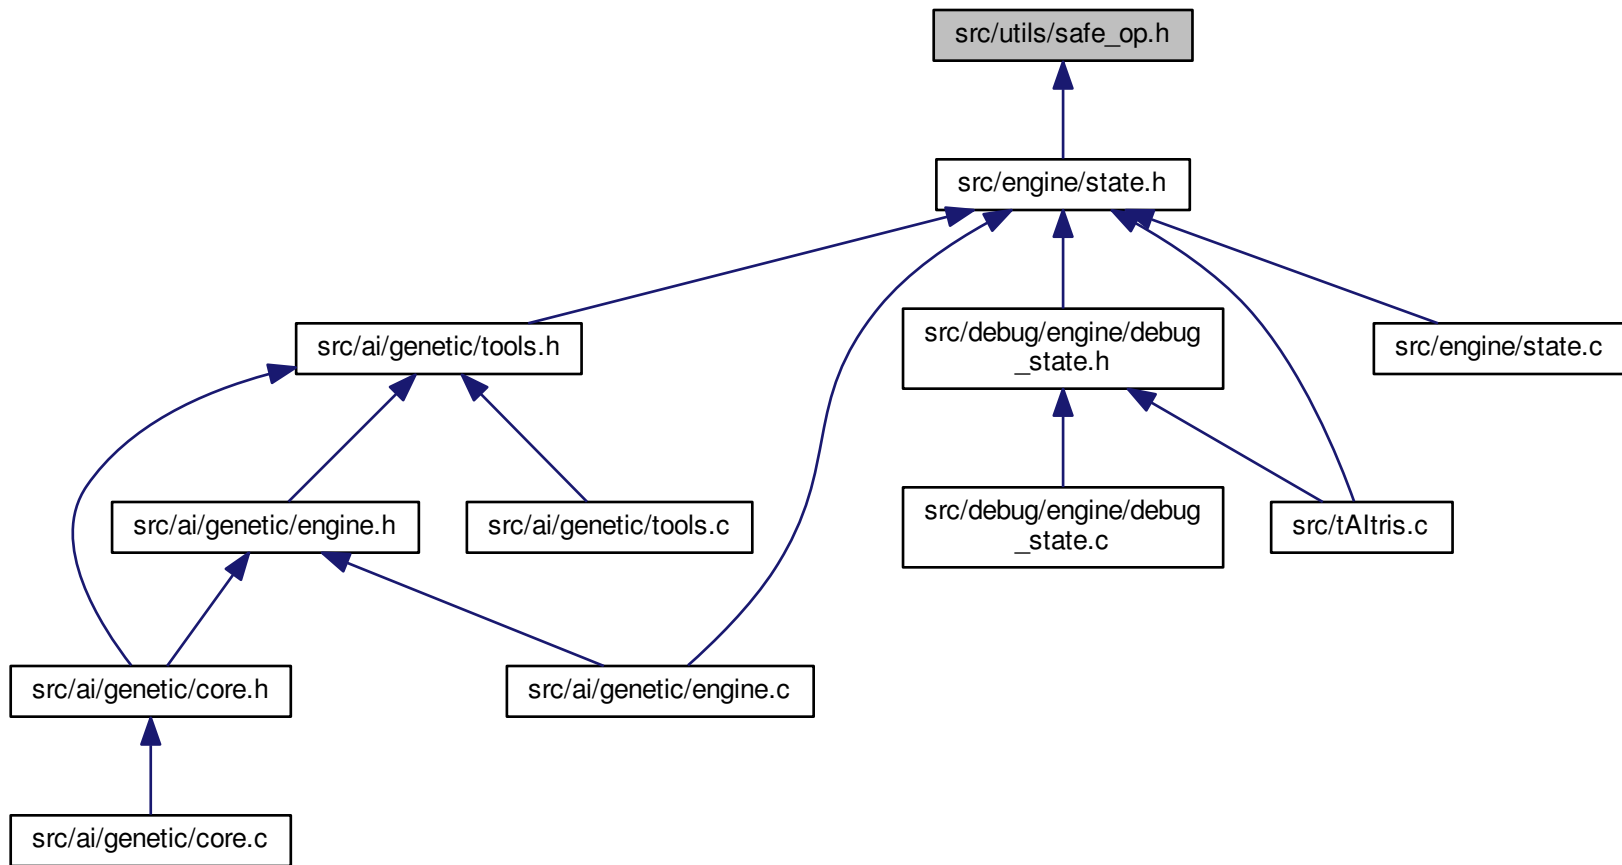 src/utils/safe_op.h
src/engine/state.h
src/ai/genetic/tools.h
src/debug/engine/debug
_state.h
src/engine/state.c
src/ai/genetic/engine.h
src/ai/genetic/tools.c
src/debug/engine/debug
_state.c
src/tAItris.c
src/ai/genetic/core.h
src/ai/genetic/engine.c
src/ai/genetic/core.c